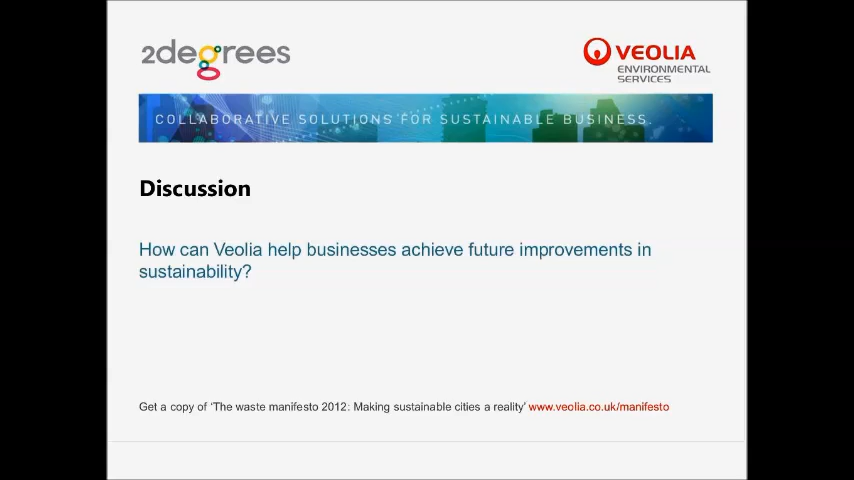 2degrees
VEOLIA
ENVIRONMENTAL
SERVICES
COLLABORATIVE SOLUTIONS FOR SUSTAINABLE BUSINESS.
Discussion
How can Veolia help businesses achieve future improvements in
sustainability?
Get a copy of ‘The waste manifesto 2012: Making sustainable cities a reality’ www.veolia.co.uk/manifesto